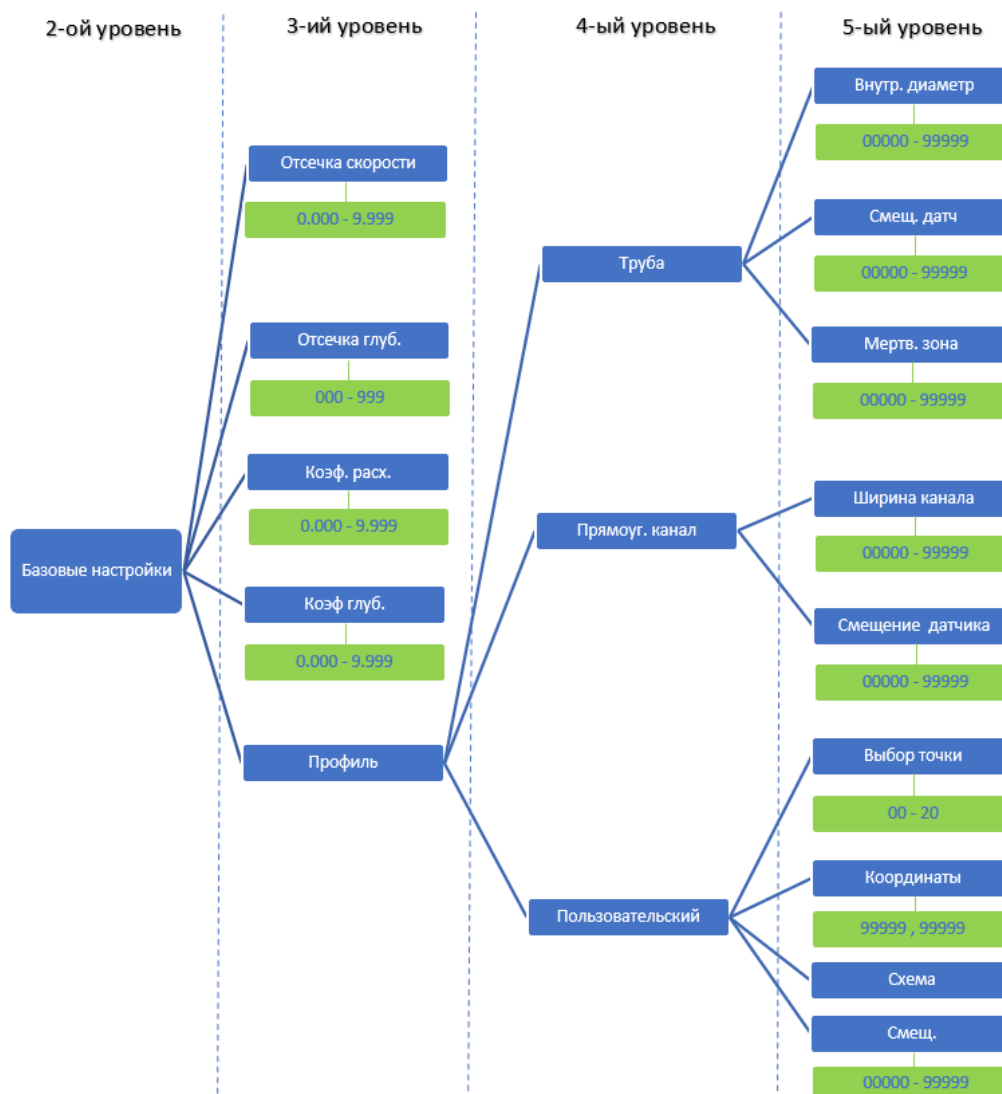 2-ой уровень
3-ий уровень
4-ый уровень
5-ый уровень
Базовые настройки
Отсечка скорости
0.000 - 9.999
Отсечка глуб.
000 - 999
Коэф. расх.
0.000 - 9.999
Коэф глуб.
0.000 - 9.999
Профиль
Труба
Прямоуг. канал
Пользовательский
Внутр. диаметр
00000 - 99999
Смещ. датч
00000 - 99999
Мертв. зона
00000 - 99999
Ширина канала
00000 - 99999
Смещение датчика
00000 - 99999
Выбор точки
00 - 20
Координаты
99999 , 99999
Схема
Смещ.
00000 - 99999